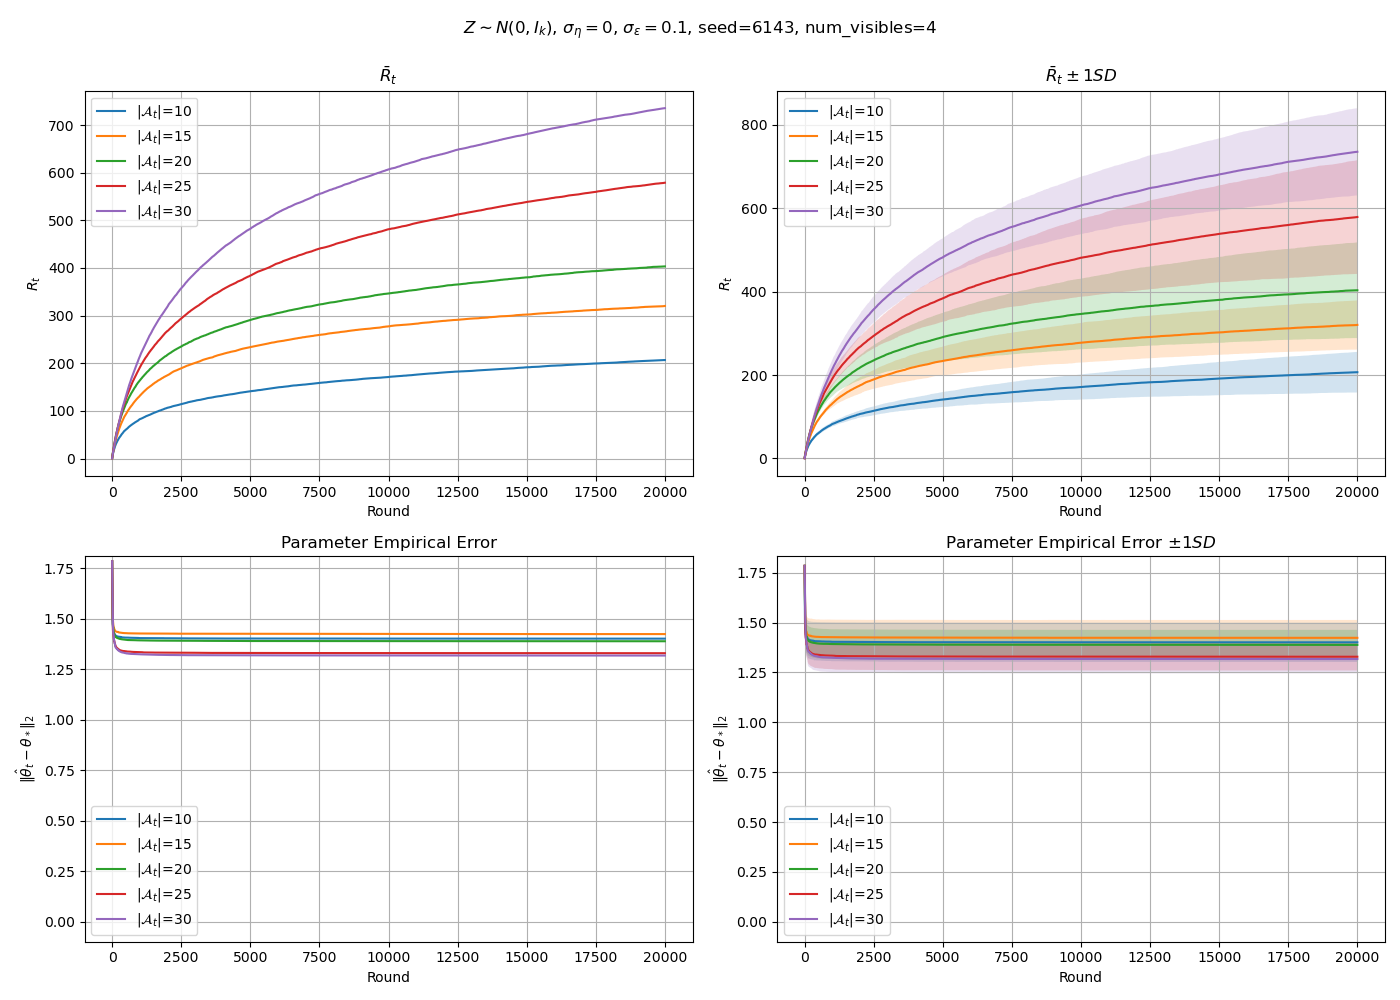 Z ∼ N(0, I_k), σ_η = 0, σ_ε = 0.1, seed=6143, num_visibles=4
R̄_t
R_t
700
600
500
400
300
200
100
0
|𝒜_t|=10
|𝒜_t|=15
|𝒜_t|=20
|𝒜_t|=25
|𝒜_t|=30
0 2500 5000 7500 10000 12500 15000 17500 20000
Round
R̄_t ± 1SD
R_t
800
600
400
200
0
|𝒜_t|=10
|𝒜_t|=15
|𝒜_t|=20
|𝒜_t|=25
|𝒜_t|=30
0 2500 5000 7500 10000 12500 15000 17500 20000
Round
Parameter Empirical Error
‖θ̂_t − θ_*‖_2
1.75
1.50
1.25
1.00
0.75
0.50
0.25
0.00
|𝒜_t|=10
|𝒜_t|=15
|𝒜_t|=20
|𝒜_t|=25
|𝒜_t|=30
0 2500 5000 7500 10000 12500 15000 17500 20000
Round
Parameter Empirical Error ±1SD
‖θ̂_t − θ_*‖_2
1.75
1.50
1.25
1.00
0.75
0.50
0.25
0.00
|𝒜_t|=10
|𝒜_t|=15
|𝒜_t|=20
|𝒜_t|=25
|𝒜_t|=30
0 2500 5000 7500 10000 12500 15000 17500 20000
Round